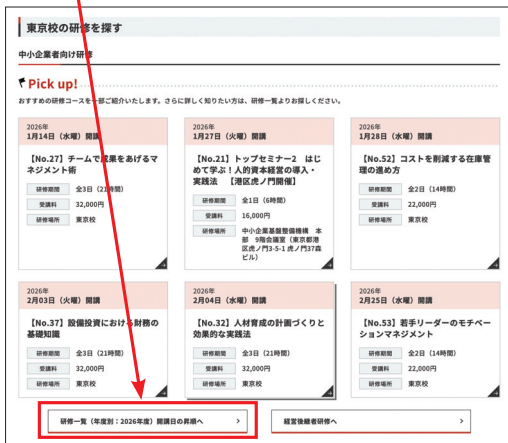 東京校の研修を探す
中小企業者向け研修
Pick up!
おすすめの研修コースを一部ご紹介いたします。さらに詳しく知りたい方は、研修一覧よりお探しください。
2026年
1月14日（水曜）開講
【No.27】チームで成果をあげるマ
ネジメント術
研修期間 全3日（21時間）
受講料 32,000円
研修場所 東京校
2026年
1月27日（火曜）開講
【No.21】トップセミナー2　はじ
めて学ぶ！人的資本経営の導入・
実践法　【港区虎ノ門開催】
研修期間 全1日（6時間）
受講料 16,000円
研修場所 中小企業基盤整備機構　本
部　9階会議室（東京都港
区虎ノ門3-5-1 虎ノ門37森
ビル）
2026年
1月28日（水曜）開講
【No.52】コストを削減する在庫管
理の進め方
研修期間 全2日（14時間）
受講料 22,000円
研修場所 東京校
2026年
2月03日（火曜）開講
【No.37】設備投資における財務の
基礎知識
研修期間 全3日（21時間）
受講料 32,000円
研修場所 東京校
2026年
2月04日（水曜）開講
【No.32】人材育成の計画づくりと
効果的な実践法
研修期間 全3日（21時間）
受講料 32,000円
研修場所 東京校
2026年
2月25日（水曜）開講
【No.53】若手リーダーのモチベー
ションマネジメント
研修期間 全2日（14時間）
受講料 22,000円
研修場所 東京校
研修一覧（年度別：2026年度）開講日の昇順へ
経営後継者研修へ